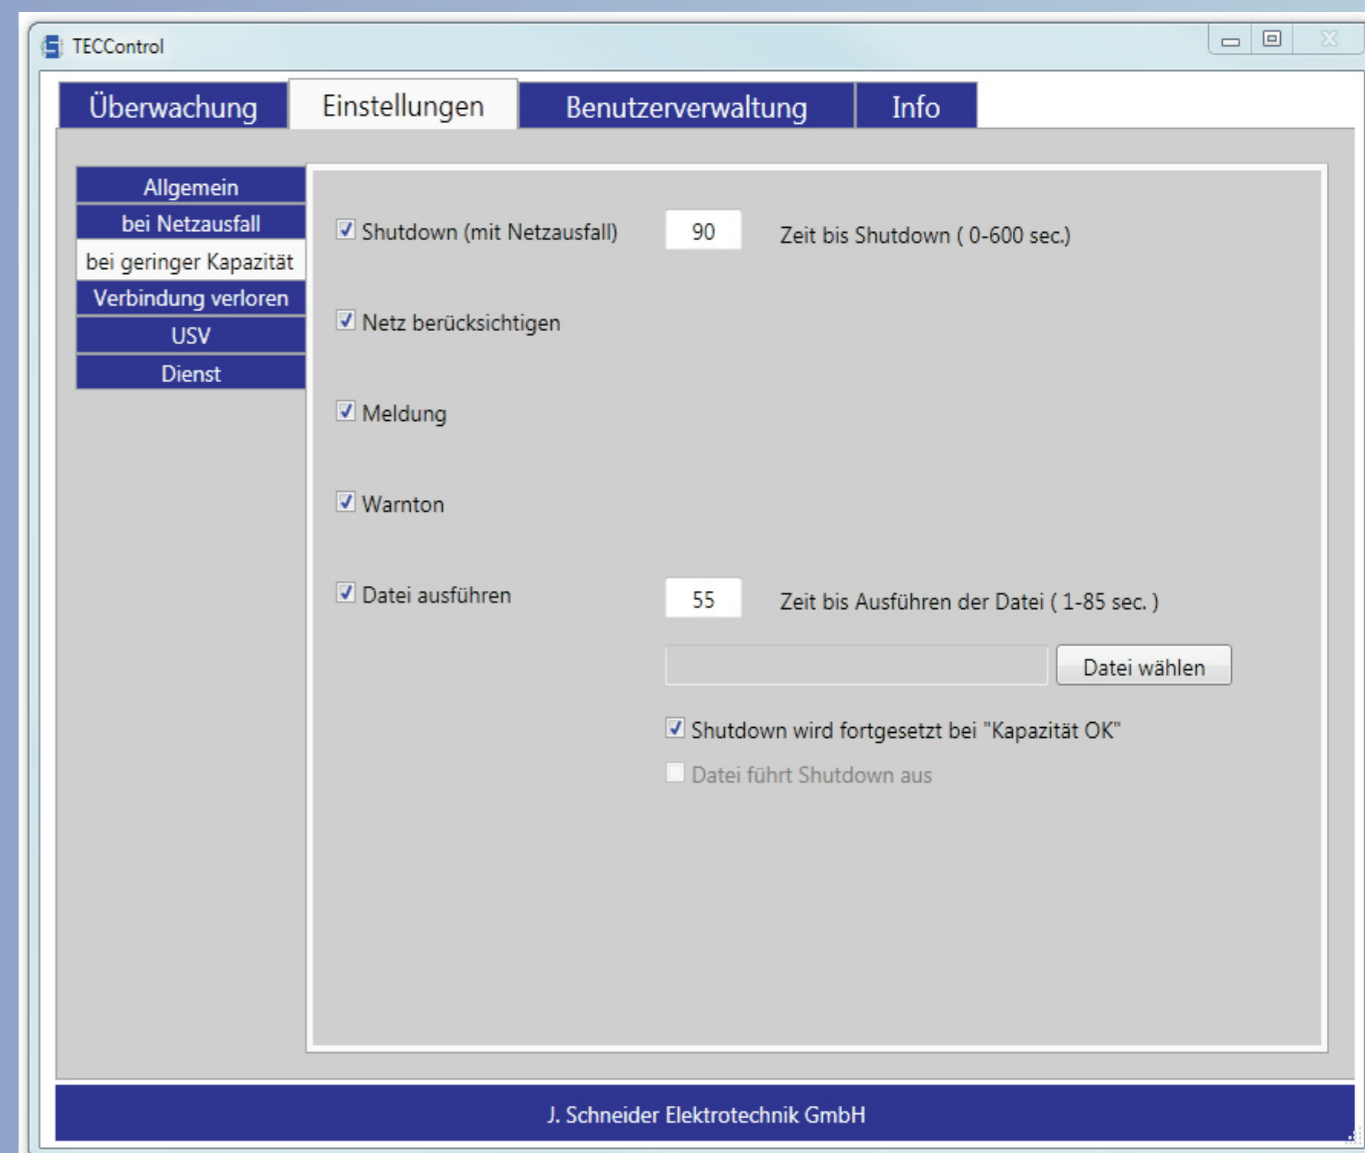 TECControl
Überwachung Einstellungen Benutzerverwaltung Info
Allgemein
bei Netzausfall
bei geringer Kapazität
Verbindung verloren
USV
Dienst
Shutdown (mit Netzausfall) 90 Zeit bis Shutdown ( 0-600 sec.)
Netz berücksichtigen
Meldung
Warnton
Datei ausführen 55 Zeit bis Ausführen der Datei ( 1-85 sec. )
Datei wählen
Shutdown wird fortgesetzt bei "Kapazität OK"
Datei führt Shutdown aus
J. Schneider Elektrotechnik GmbH